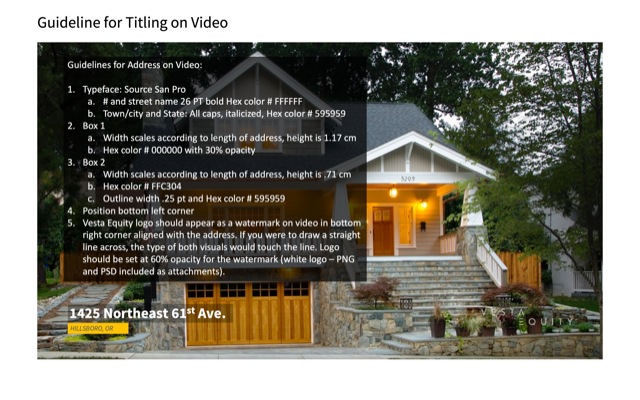 Guideline for Titling on Video
Guidelines for Address on Video:
1. Typeface: Source San Pro
a. # and street name 26 PT bold Hex color # FFFFFF
b. Town/city and State: All caps, italicized, Hex color # 595959
2. Box 1
a. Width scales according to length of address, height is 1.17 cm
b. Hex color # 000000 with 30% opacity
3. Box 2
a. Width scales according to length of address, height is .71 cm
b. Hex color # FFC304
c. Outline width .25 pt and Hex color # 595959
4. Position bottom left corner
5. Vesta Equity logo should appear as a watermark on video in bottom
right corner aligned with the address. If you were to draw a straight
line across, the type of both visuals would touch the line. Logo
should be set at 60% opacity for the watermark (white logo – PNG
and PSD included as attachments).
5209
1425 Northeast 61st Ave.
HILLSBORO, OR
VESTA
EQUITY